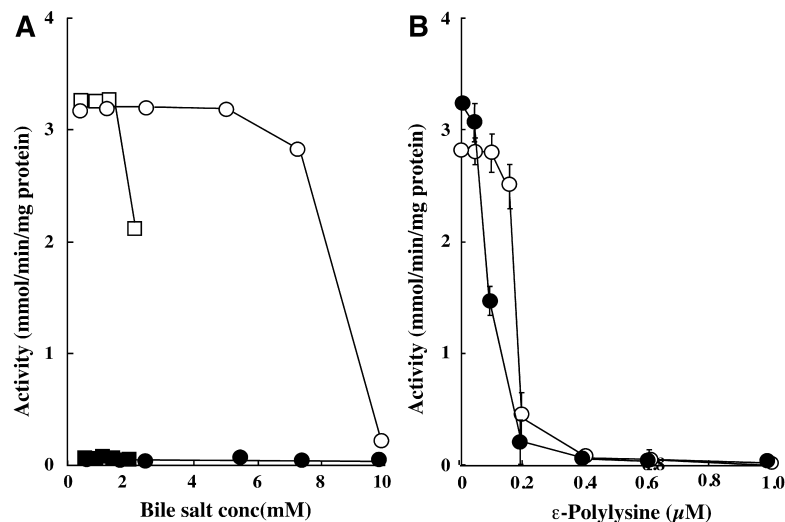 A
Activity (mmol/min/mg protein)
4
3
2
1
0
0 2 4 6 8 10
Bile salt conc(mM)
B
Activity (mmol/min/mg protein)
4
3
2
1
0
0 0.2 0.4 0.6 0.8 1.0
ε-Polylysine (µM)